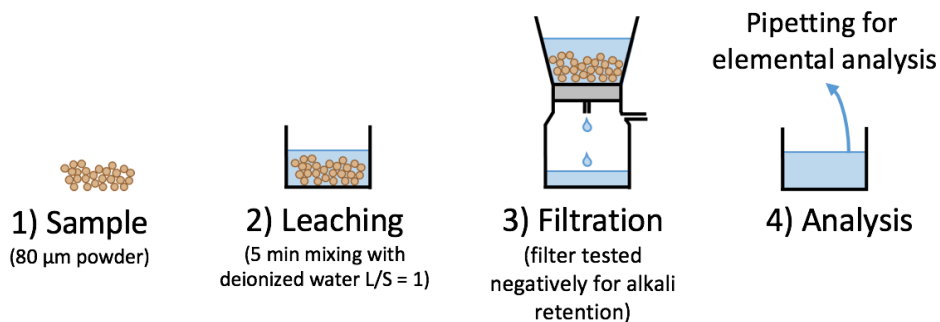 Pipetting for
elemental analysis
1) Sample
(80 µm powder)
2) Leaching
(5 min mixing with
deionized water L/S = 1)
3) Filtration
(filter tested
negatively for alkali
retention)
4) Analysis